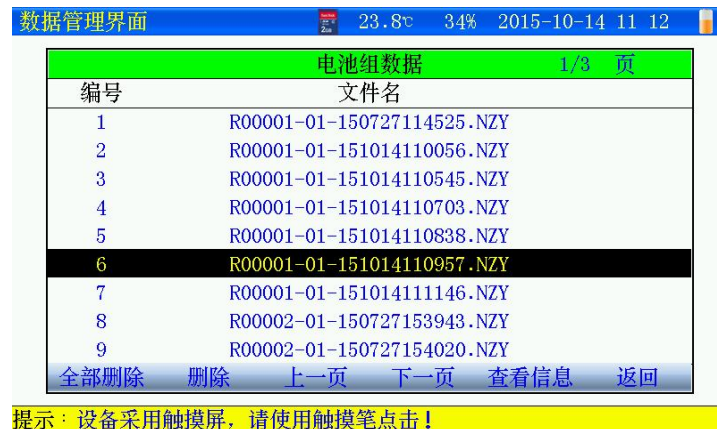 数据管理界面 23.8℃ 34% 2015-10-14 11 12
电池组数据 1/3 页
编号 文件名
1 R00001-01-150727114525.NZY
2 R00001-01-151014110056.NZY
3 R00001-01-151014110545.NZY
4 R00001-01-151014110703.NZY
5 R00001-01-151014110838.NZY
6 R00001-01-151014110957.NZY
7 R00001-01-151014111146.NZY
8 R00002-01-150727153943.NZY
9 R00002-01-150727154020.NZY
全部删除 删除 上一页 下一页 查看信息 返回
提示：设备采用触摸屏，请使用触摸笔点击！